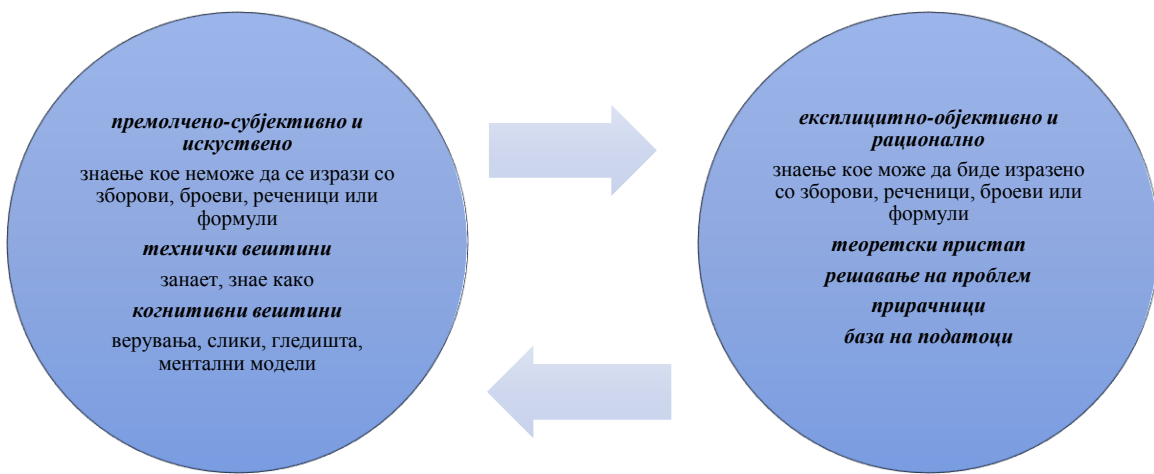 премолчено-субјективно и
искуствено
знаење кое неможе да се изрази со
зборови, броеви, реченици или
формули
технички вештини
занает, знае како
когнитивни вештини
верувања, слики, гледишта,
ментални модели
експлицитно-објективно и
рационално
знаење кое може да биде изразено
со зборови, реченици, броеви или
формули
теоретски пристап
решавање на проблем
прирачници
база на податоци